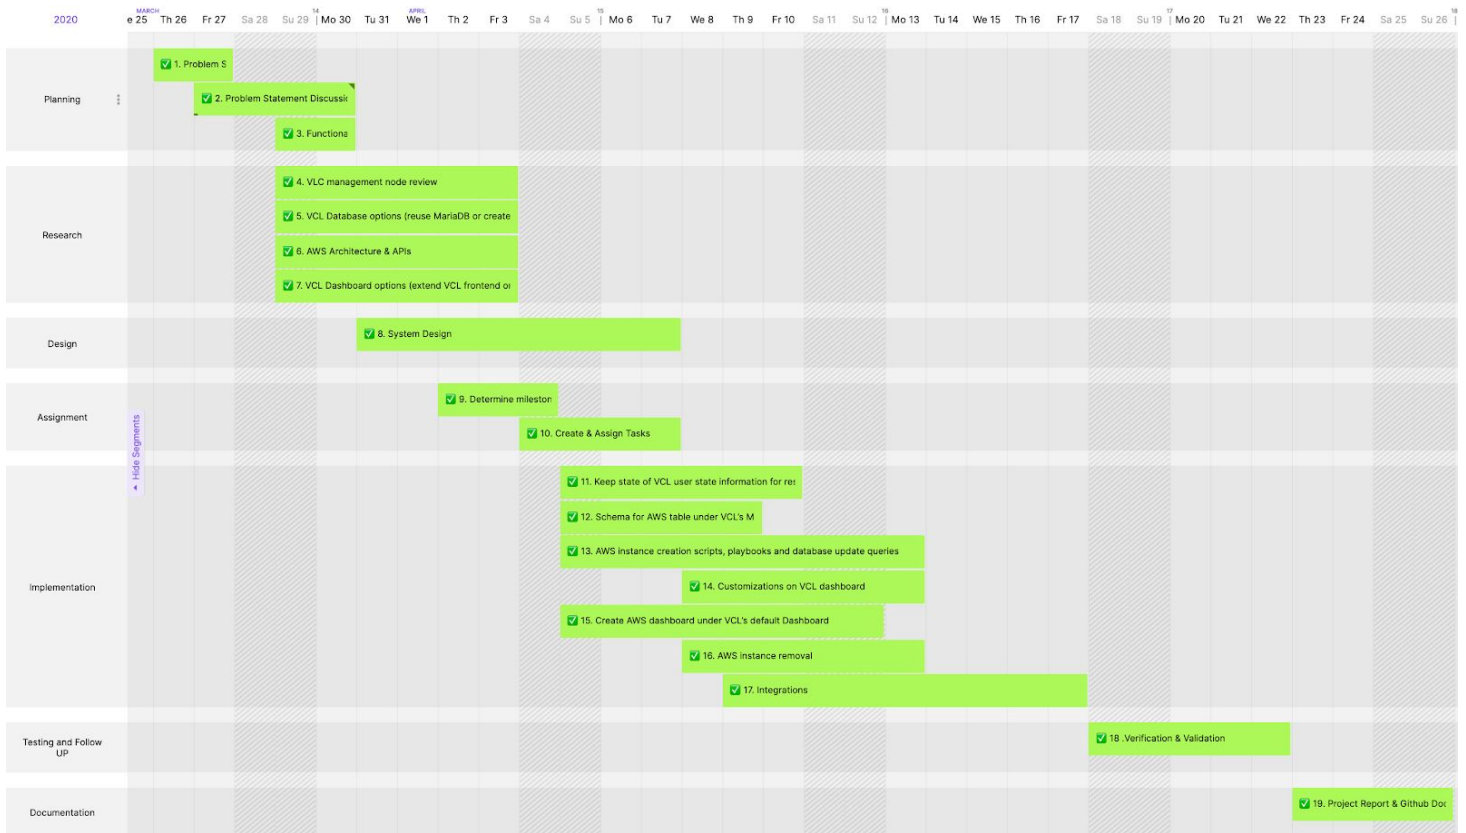 2020
MARCH
APRIL
14
15
16
17
18
e 25 Th 26 Fr 27 Sa 28 Su 29 Mo 30 Tu 31 We 1 Th 2 Fr 3 Sa 4 Su 5 Mo 6 Tu 7 We 8 Th 9 Fr 10 Sa 11 Su 12 Mo 13 Tu 14 We 15 Th 16 Fr 17 Sa 18 Su 19 Mo 20 Tu 21 We 22 Th 23 Fr 24 Sa 25 Su 26
Planning
1. Problem S
2. Problem Statement Discussi
3. Functiona
Research
4. VLC management node review
5. VCL Database options (reuse MariaDB or create
6. AWS Architecture & APIs
7. VCL Dashboard options (extend VCL frontend o
Design
8. System Design
Assignment
9. Determine mileston
10. Create & Assign Tasks
Hide Segments
Implementation
11. Keep state of VCL user state information for res
12. Schema for AWS table under VCL's M
13. AWS instance creation scripts, playbooks and database update queries
14. Customizations on VCL dashboard
15. Create AWS dashboard under VCL's default Dashboard
16. AWS instance removal
17. Integrations
Testing and Follow
UP
18 .Verification & Validation
Documentation
19. Project Report & Github Doc